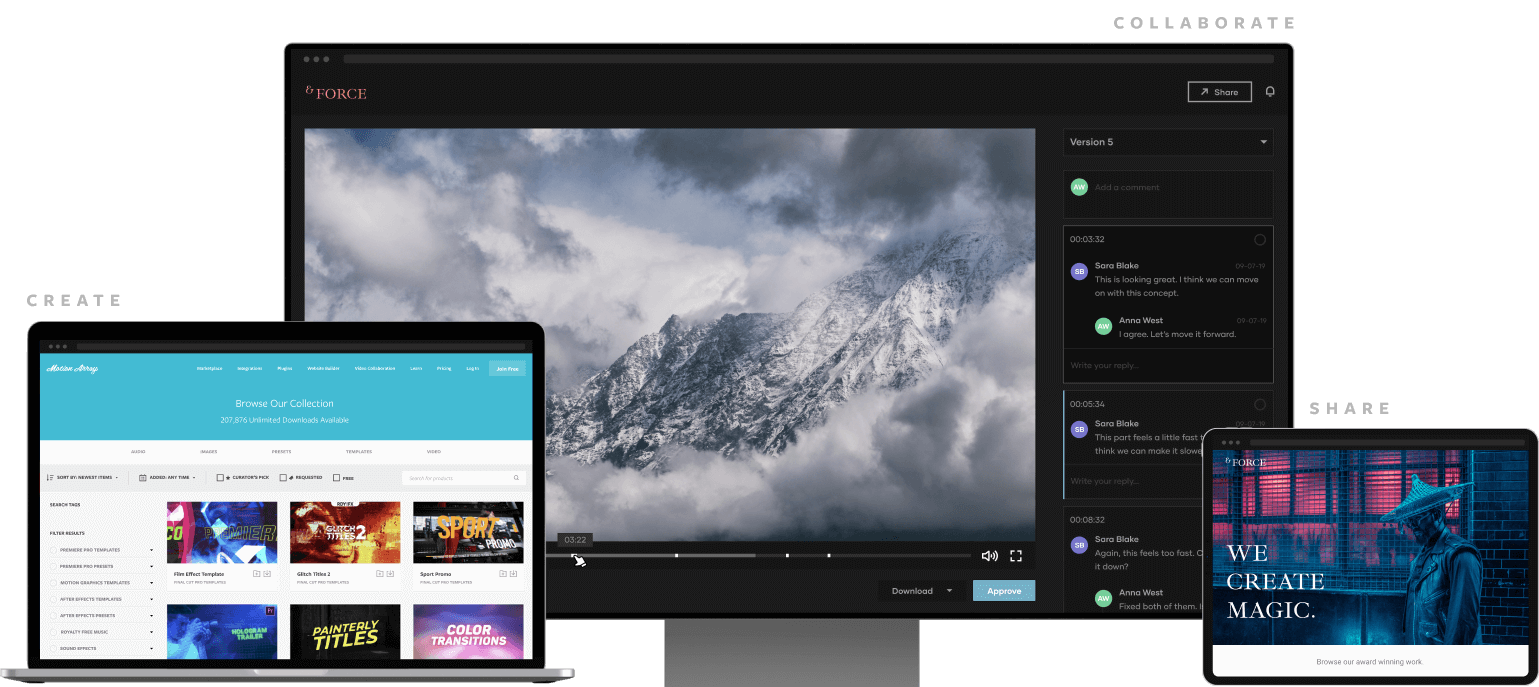 COLLABORATE
& FORCE
Share
Version 5
AW
Add a comment
00:03:32
SB
Sara Blake
09-07-19
This is looking great. I think we can move
on with this concept.
AW
Anna West
09-07-19
I agree. Let's move it forward.
Write your reply...
00:05:34
SB
Sara Blake
09-07-19
This part feels a little fast
think we can make it slowe
Write your reply...
00:08:32
SB
Sara Blake
Again, this feels too fast. C
it down?
AW
Anna West
Fixed both of them.
03:22
Download
Approve
CREATE
Motion Array
Marketplace
Integrations
Plugins
Website Builder
Video Collaboration
Learn
Pricing
Log In
Join Free
Browse Our Collection
207,876 Unlimited Downloads Available
AUDIO
IMAGES
PRESETS
TEMPLATES
VIDEO
SORT BY: NEWEST ITEMS
ADDED: ANY TIME
CURATOR'S PICK
REQUESTED
FREE
Search for products
SEARCH TAGS
FILTER RESULTS
PREMIERE PRO TEMPLATES
PREMIERE PRO PRESETS
MOTION GRAPHICS TEMPLATES
AFTER EFFECTS TEMPLATES
AFTER EFFECTS PRESETS
ROYALTY FREE MUSIC
SOUND EFFECTS
CO
PREMIER
Film Effect Template
FINAL CUT PRO TEMPLATES
GLITCH
TITLES 2
Glitch Titles 2
FINAL CUT PRO TEMPLATES
SPORT
PROMO
Sport Promo
FINAL CUT PRO TEMPLATES
Pr
HOLOGRAM
TRAILER
PAINTERLY
TITLES
COLOR
TRANSITIONS
SHARE
& FORCE
WE
CREATE
MAGIC.
Browse our award winning work.